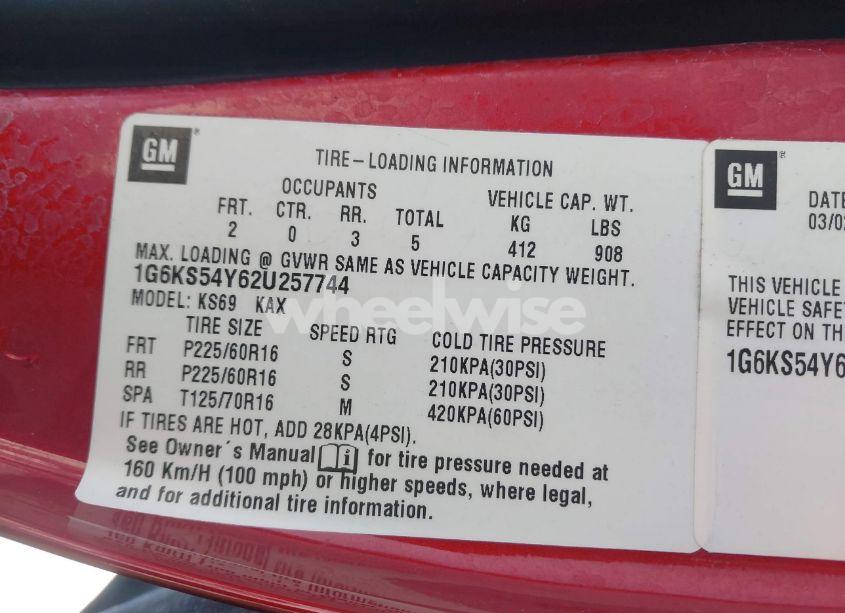 GM
TIRE-LOADING INFORMATION
OCCUPANTS VEHICLE CAP. WT.
FRT. CTR. RR. TOTAL KG LBS
2 0 3 5 412 908
MAX. LOADING @ GVWR SAME AS VEHICLE CAPACITY WEIGHT.
1G6KS54Y62U257744
MODEL: KS69 KAX
TIRE SIZE SPEED RTG COLD TIRE PRESSURE
FRT P225/60R16 S 210KPA(30PSI)
RR P225/60R16 S 210KPA(30PSI)
SPA T125/70R16 M 420KPA(60PSI)
IF TIRES ARE HOT, ADD 28KPA(4PSI).
See Owner´s Manual for tire pressure needed at
160 Km/H (100 mph) or higher speeds, where legal,
and for additional tire information.
GM
DATE
03/02
THIS VEHICLE
VEHICLE SAFE
EFFECT ON TH
1G6KS54Y6
wheelwise